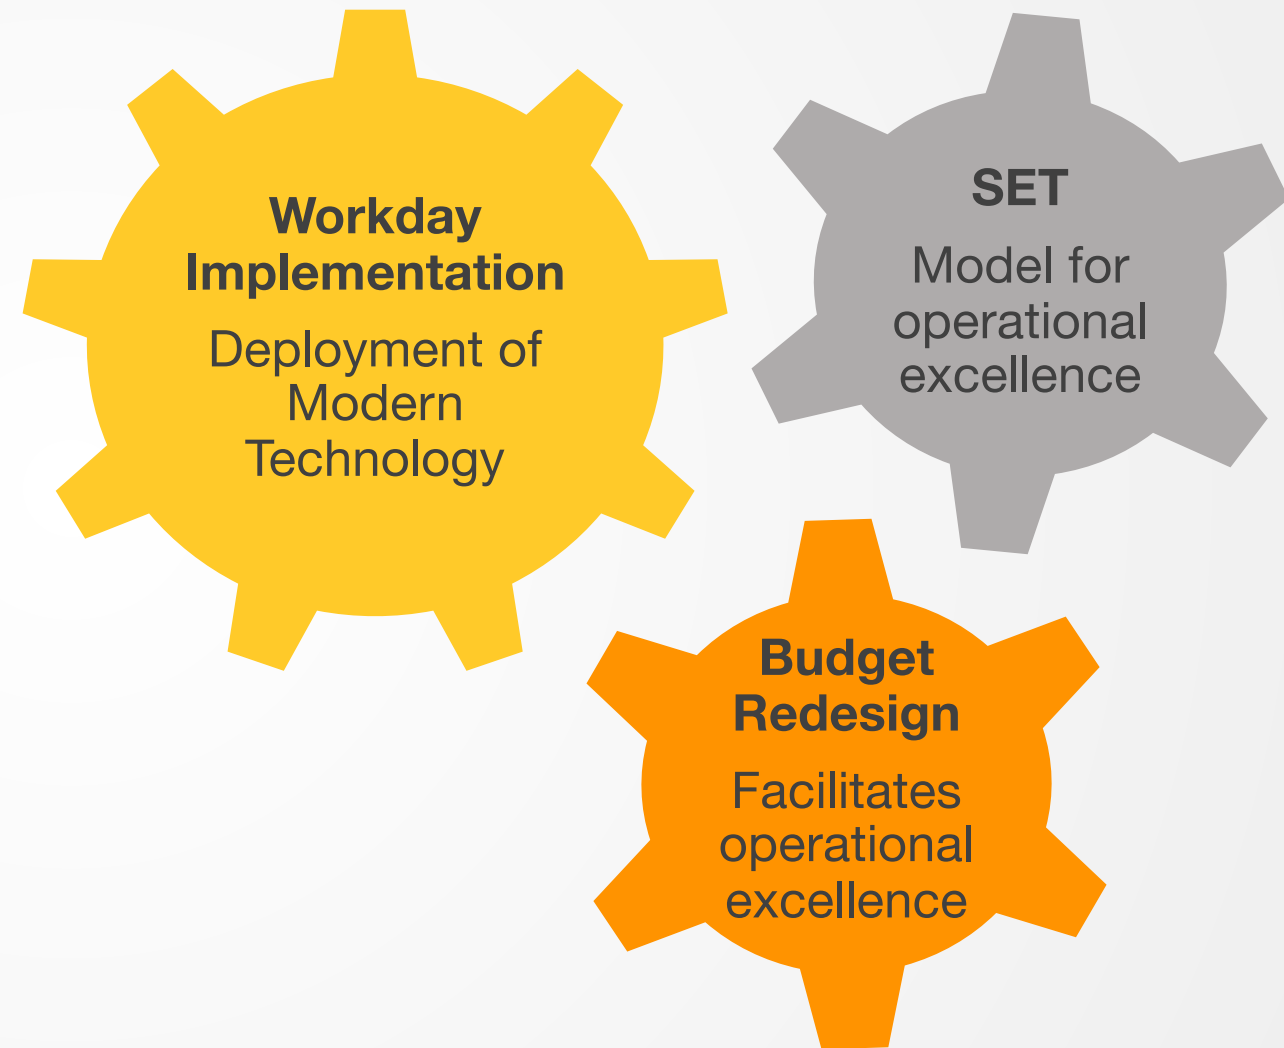 Workday
Implementation
Deployment of
Modern
Technology
SET
Model for
operational
excellence
Budget
Redesign
Facilitates
operational
excellence